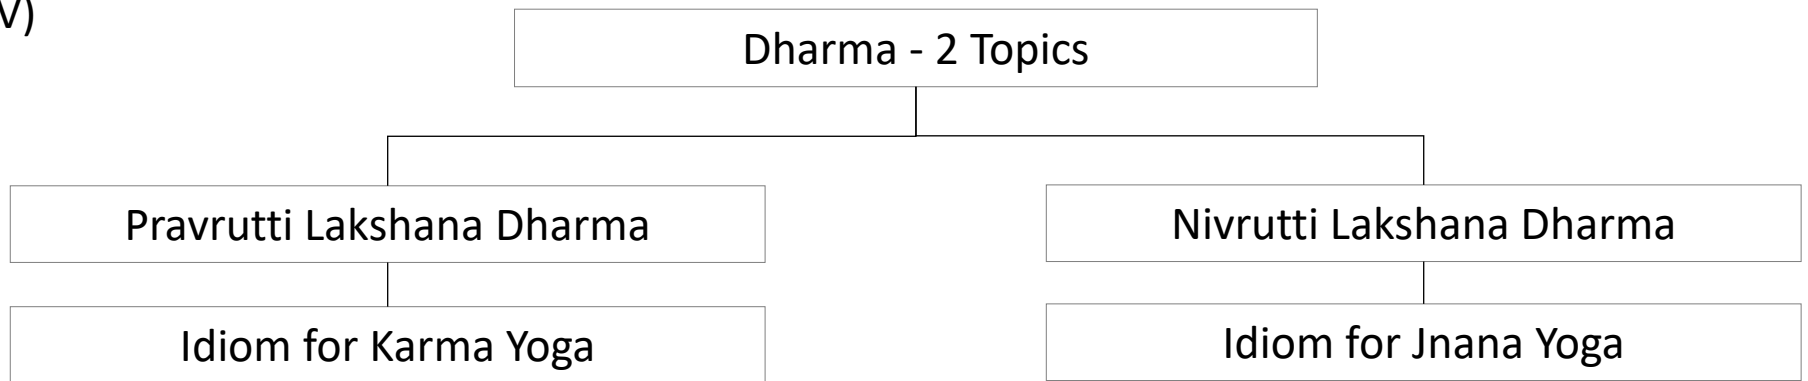 V)
Dharma - 2 Topics
Pravrutti Lakshana Dharma
Nivrutti Lakshana Dharma
Idiom for Karma Yoga
Idiom for Jnana Yoga